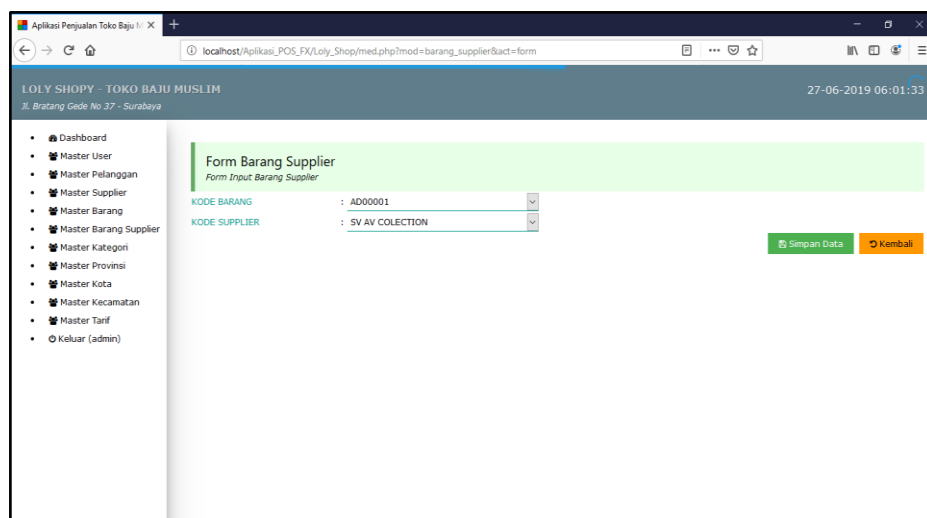 Aplikasi Penjualan Toko Baju M
localhost/Aplikasi_POS_FX/Loly_Shop/med.php?mod=barang_supplier&act=form
LOLY SHOPY - TOKO BAJU MUSLIM
27-06-2019 06:01:33
Jl. Bratang Gede No 37 - Surabaya
Dashboard
Master User
Master Pelanggan
Master Supplier
Master Barang
Master Barang Supplier
Master Kategori
Master Provinsi
Master Kota
Master Kecamatan
Master Tarif
Keluar (admin)
Form Barang Supplier
Form Input Barang Supplier
KODE BARANG : AD00001
KODE SUPPLIER : SV AV COLECTION
Simpan Data Kembali